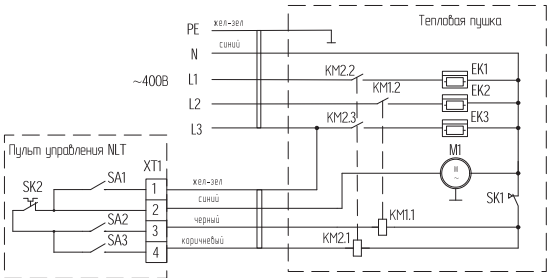 Тепловая пушка
PE
жел-зел
N
синий
~400В
L1
KM2.2
EK1
L2
KM1.2
EK2
L3
KM2.3
EK3
Пульт управления NLT
XT1
M1
M
~
SK2
SA1
1
жел-зел
2
синий
SK1
SA2
3
черный
KM1.1
SA3
4
коричневый
KM2.1